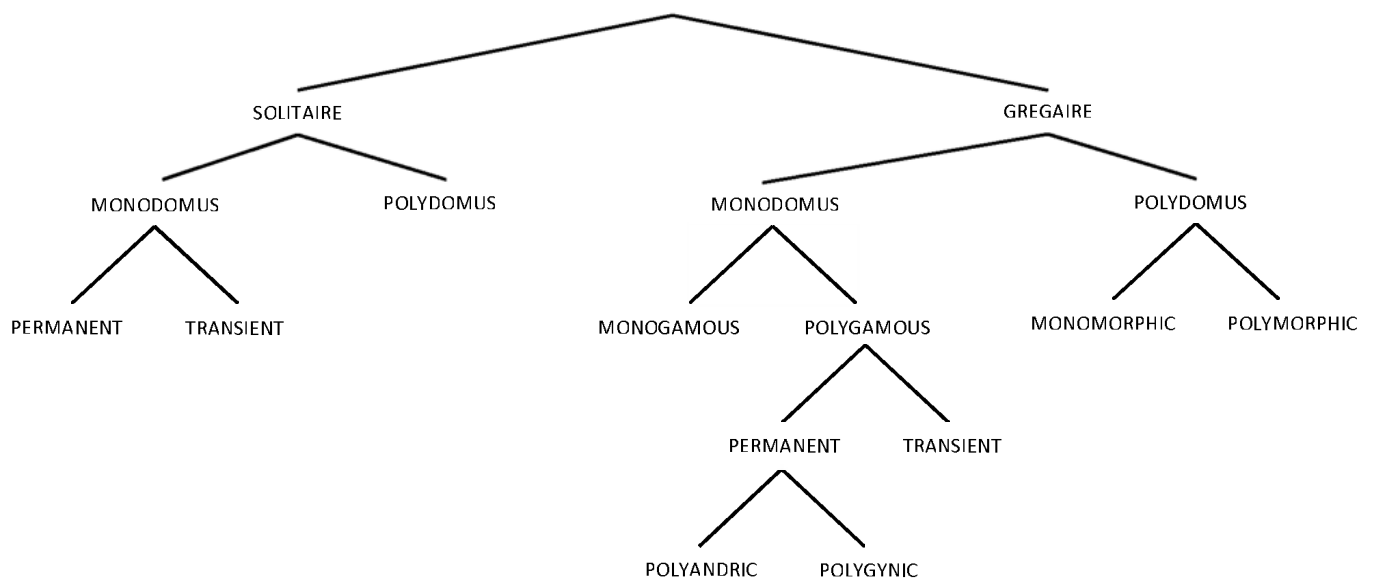 SOLITAIRE GREGAIRE
MONODOMUS POLYDOMUS MONODOMUS POLYDOMUS
PERMANENT TRANSIENT MONOGAMOUS POLYGAMOUS MONOMORPHIC POLYMORPHIC
PERMANENT TRANSIENT
POLYANDRIC POLYGYNIC